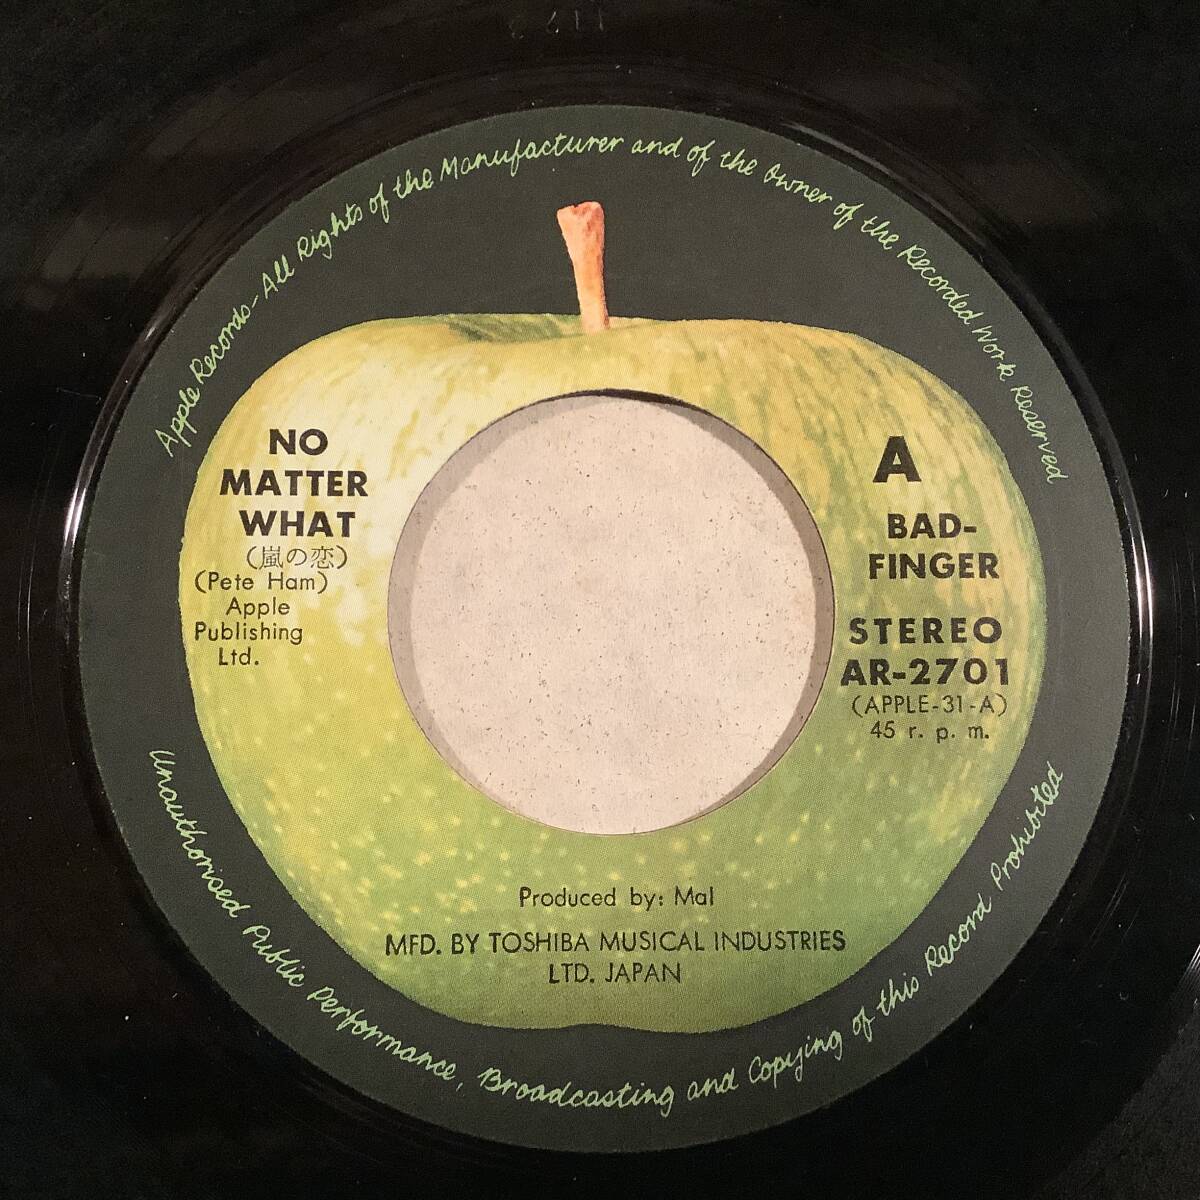 Apple Records-All Rights of the Manufacturer and of the Owner of the Recorded Work Reserved
NO
MATTER
WHAT
(嵐の恋)
(Pete Ham)
Apple
Publishing
Ltd.
A
BAD-
FINGER
STEREO
AR-2701
(APPLE-31-A)
45 r. p. m.
Produced by: Mal
MFD. BY TOSHIBA MUSICAL INDUSTRIES
LTD. JAPAN
Unauthorised Public Performance, Broadcasting and Copying of this Record Prohibited